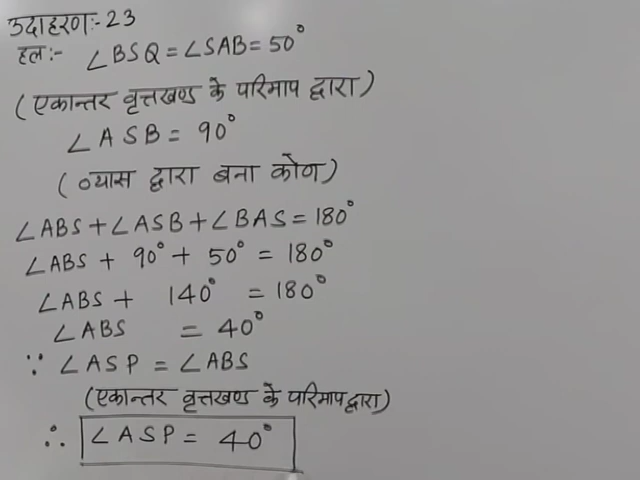 उदाहरण:- 23
हल:- ∠BSQ = ∠SAB = 50°
(एकान्तर वृत्तखण्ड के परिमाप द्वारा)
∠ASB = 90°
(व्यास द्वारा बना कोण)
∠ABS + ∠ASB + ∠BAS = 180°
∠ABS + 90° + 50° = 180°
∠ABS + 140° = 180°
∠ABS = 40°
∵ ∠ASP = ∠ABS
(एकान्तर वृत्तखण्ड के परिमाप द्वारा)
∴ ∠ASP = 40°